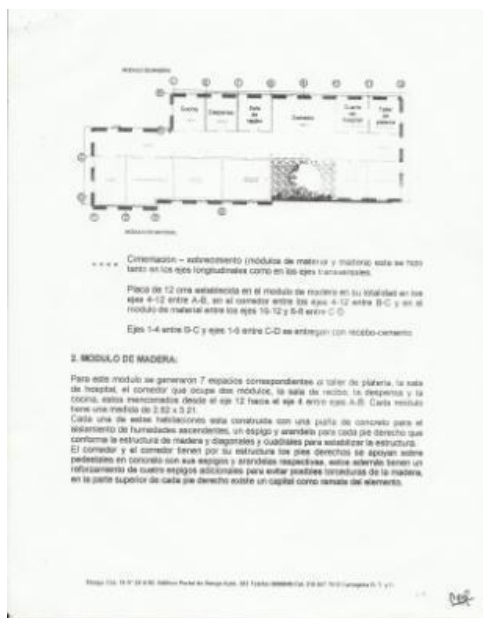 MODULO DE MADERA
Cocina
Despensa
Sala de recibo
Comedor
Cuarto de hospital
Taller de platería
MODULO DE MATERIAL
Cimentación – sobrecimiento (módulos de material y madera) esta se hizo
tanto en los ejes longitudinales como en los ejes transversales.
Placa de 12 cms establecida en el modulo de madera en su totalidad en los
ejes 4-12 entre A-B, en el corredor entre los ejes 4-12 entre B-C y en el
modulo de material entre los ejes 10-12 y 6-8 entre C-D
Ejes 1-4 entre B-C y ejes 1-6 entre C-D se entregan con recebo-cemento
2. MODULO DE MADERA:
Para este modulo se generaron 7 espacios correspondientes al taller de platería, la sala
de hospital, el comedor que ocupa dos módulos, la sala de recibo, la despensa y la
cocina, estos mencionados desde el eje 12 hacia el eje 4 entre ejes A-B. Cada modulo
tiene una medida de 2.82 x 3.21.
Cada una de estas habitaciones esta construida con una de concreto para el
aislamiento de humedades ascendentes, un espigo y arandela para cada pie derecho que
conforma la estructura de madera y diagonales y cuadrales para estabilizar la estructura.
El comedor y el corredor tienen por su estructura los pies derechos se apoyan sobre
pedestales en concreto con sus espigos y arandelas respectivas, estos además tienen un
reforzamiento de cuatro espigos adicionales para evitar posibles torceduras de la madera,
en la parte superior de cada pie derecho existe un capital como remate del elemento.